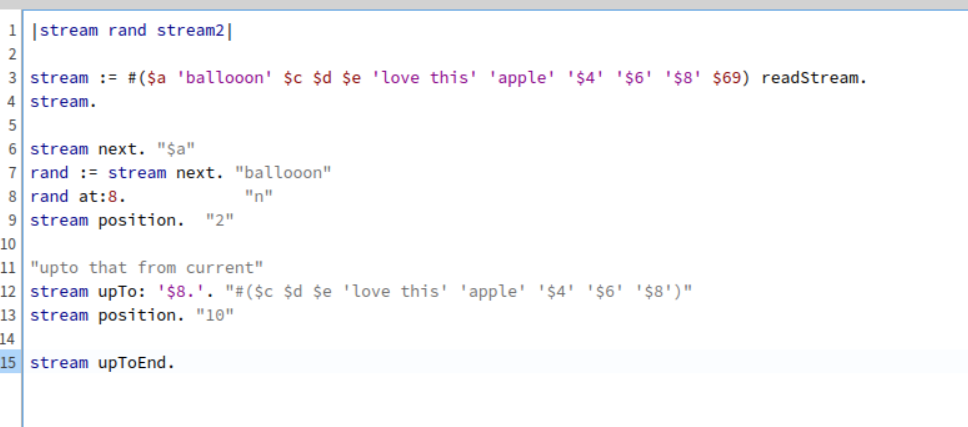 1 |stream rand stream2|
2
3 stream := #($a 'ballooon' $c $d $e 'love this' 'apple' '$4' '$6' '$8' $69) readStream.
4 stream.
5
6 stream next. "$a"
7 rand := stream next. "ballooon"
8 rand at:8. "n"
9 stream position. "2"
10
11 "upto that from current"
12 stream upTo: '$8.'. "#($c $d $e 'love this' 'apple' '$4' '$6' '$8')"
13 stream position. "10"
14
15 stream upToEnd.